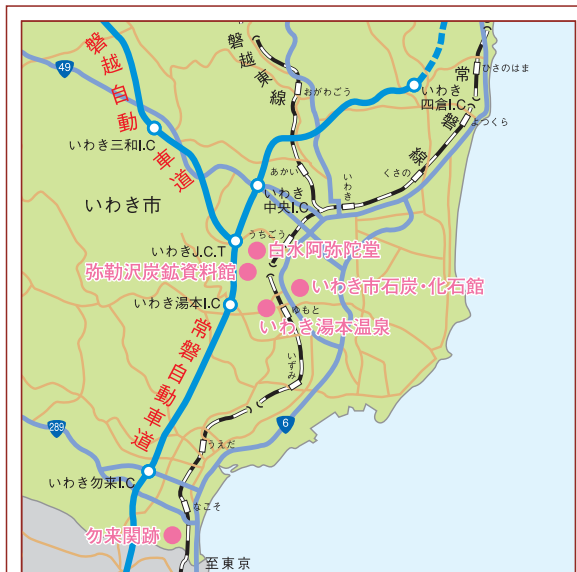 磐越自動車道
49
磐越東線
おがわごう
いわき
四倉I.C
常磐線
ひさのはま
よつくら
いわき三和I.C
あかい
いわき
くさの
いわき
中央I.C
いわき市
うちごう
いわきJ.C.T
白水阿弥陀堂
弥勒沢炭鉱資料館
いわき市石炭・化石館
いわき湯本I.C
ゆもと
いわき湯本温泉
常磐自動車道
いずみ
289
6
うえだ
いわき勿来I.C
なこそ
勿来関跡
至東京